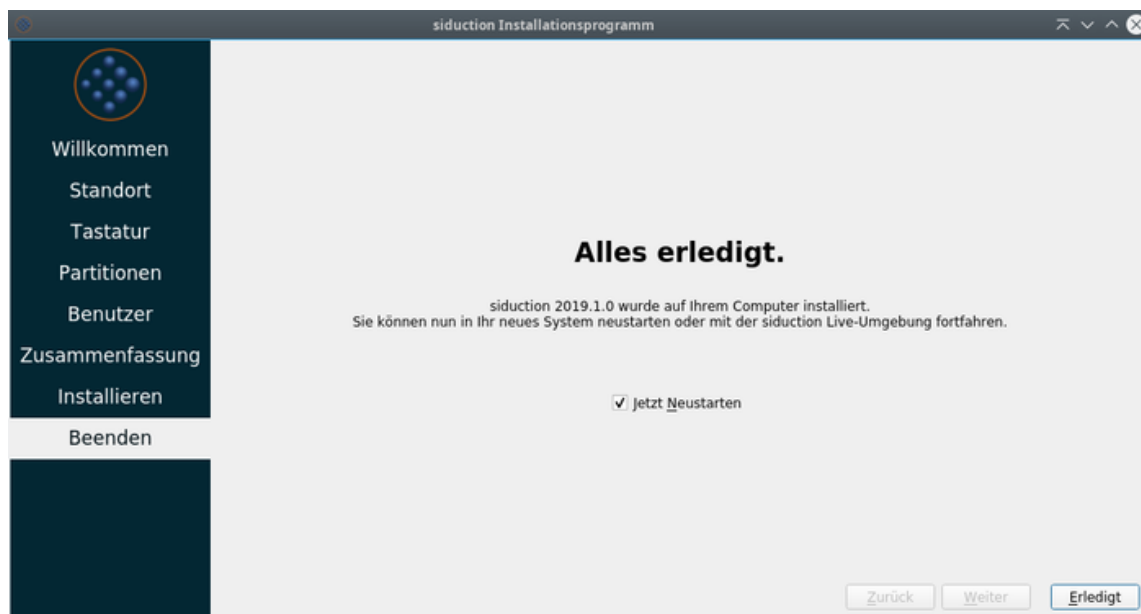 siduction Installationsprogramm
Willkommen
Standort
Tastatur
Partitionen
Benutzer
Zusammenfassung
Installieren
Beenden
Alles erledigt.
siduction 2019.1.0 wurde auf Ihrem Computer installiert.
Sie können nun in Ihr neues System neustarten oder mit der siduction Live-Umgebung fortfahren.
Jetzt Neustarten
Zurück
Weiter
Erledigt